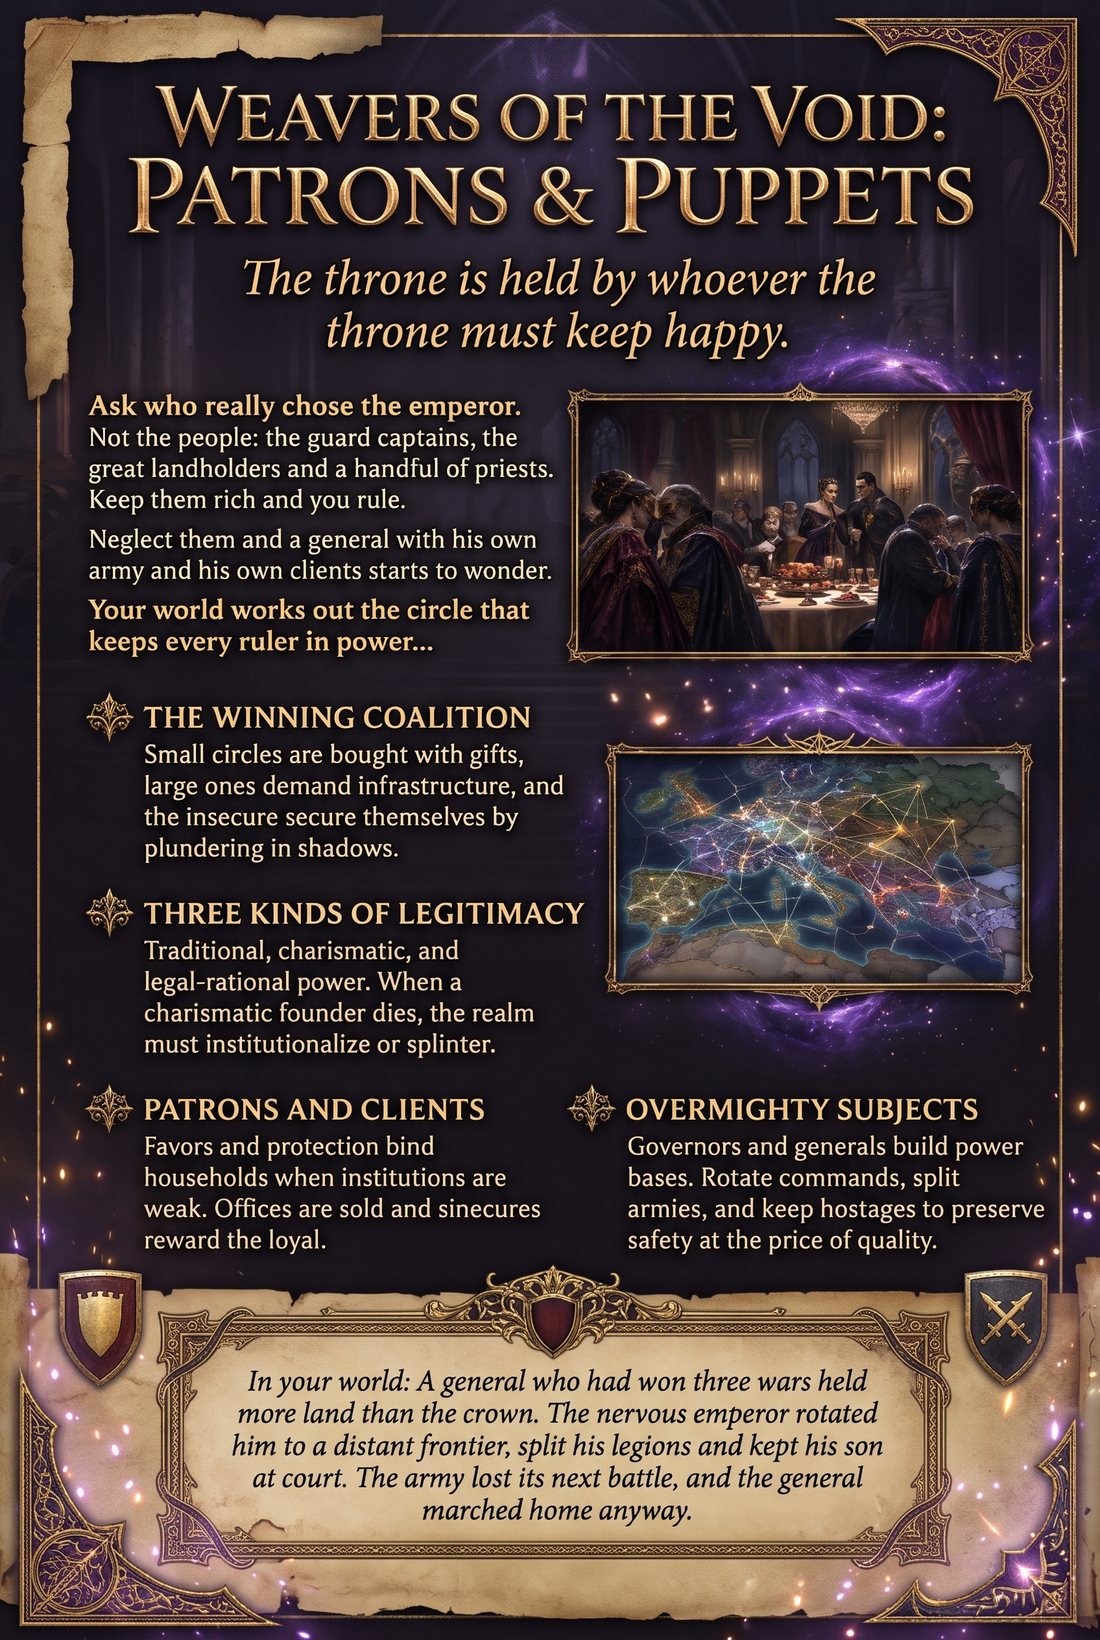 WEAVERS OF THE VOID:
PATRONS & PUPPETS
The throne is held by whoever the
throne must keep happy.
Ask who really chose the emperor.
Not the people: the guard captains, the
great landholders and a handful of priests.
Keep them rich and you rule.
Neglect them and a general with his own
army and his own clients starts to wonder.
Your world works out the circle that
keeps every ruler in power...
THE WINNING COALITION
Small circles are bought with gifts,
large ones demand infrastructure, and
the insecure secure themselves by
plundering in shadows.
THREE KINDS OF LEGITIMACY
Traditional, charismatic, and
legal-rational power. When a
charismatic founder dies, the realm
must institutionalize or splinter.
PATRONS AND CLIENTS
Favors and protection bind
households when institutions are
weak. Offices are sold and sinecures
reward the loyal.
OVERMIGHTY SUBJECTS
Governors and generals build power
bases. Rotate commands, split
armies, and keep hostages to preserve
safety at the price of quality.
In your world: A general who had won three wars held
more land than the crown. The nervous emperor rotated
him to a distant frontier, split his legions and kept his son
at court. The army lost its next battle, and the general
marched home anyway.